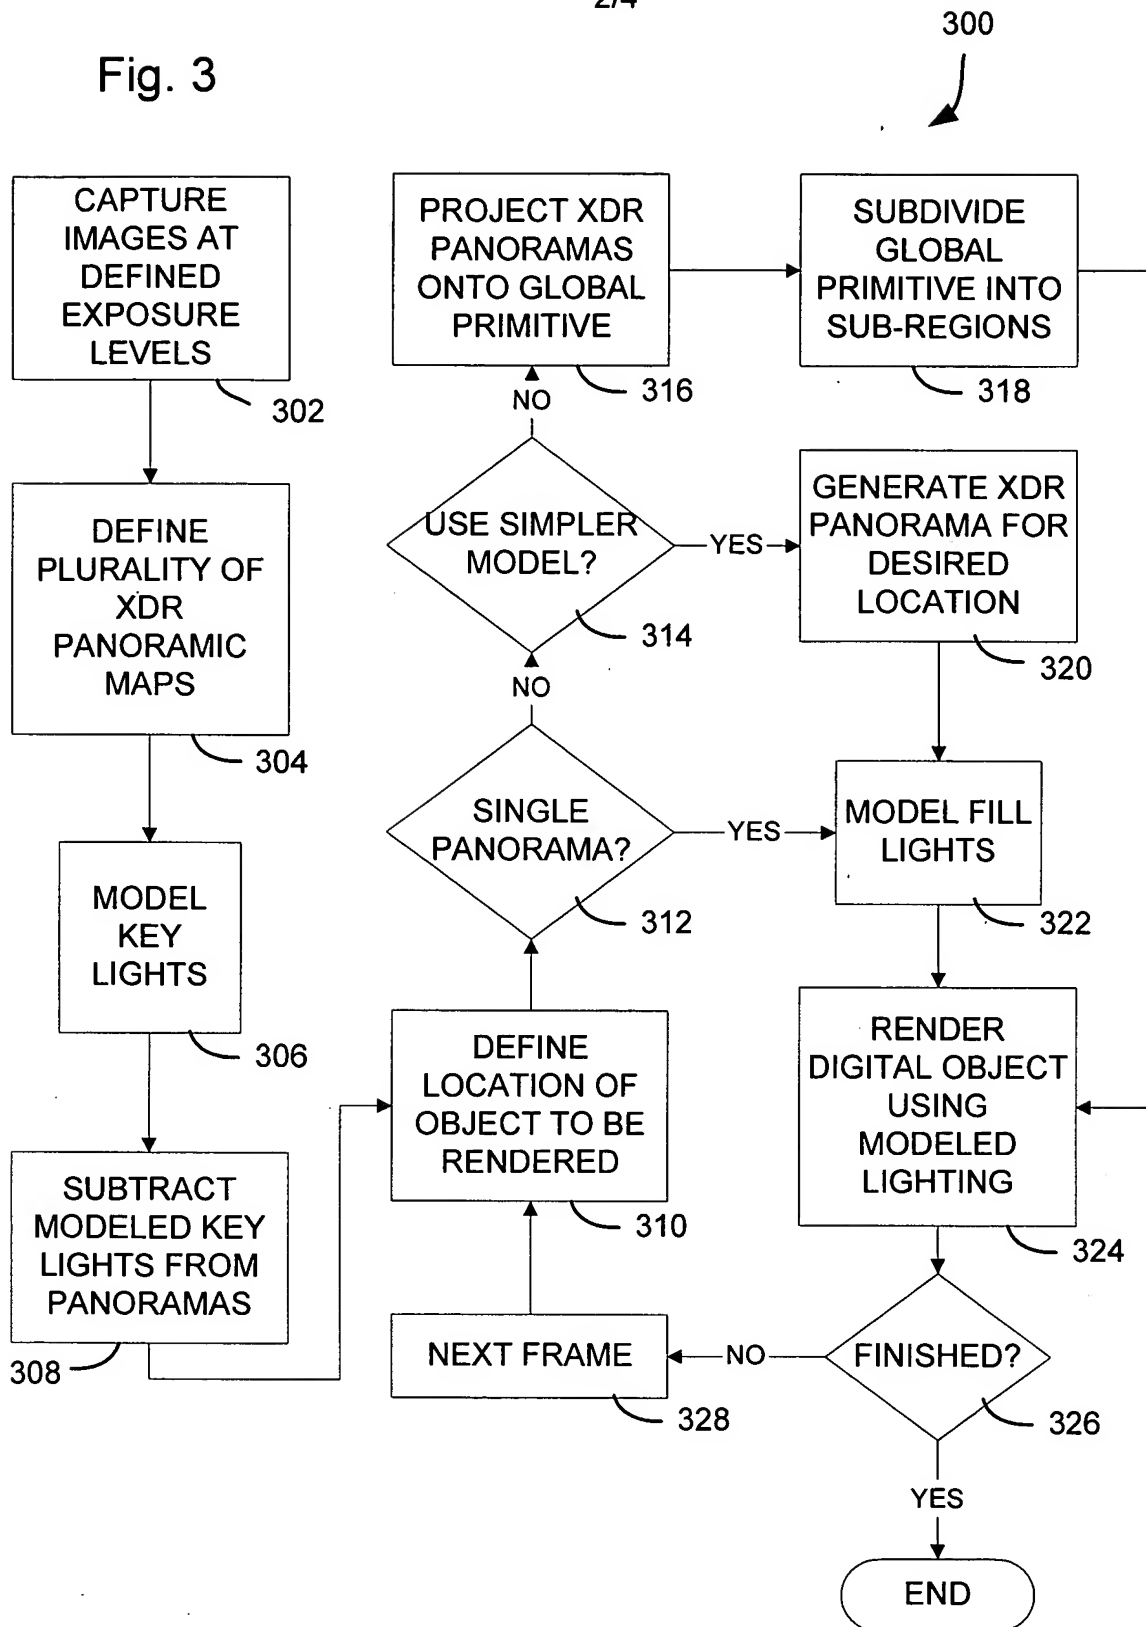 2/4
300
Fig. 3
CAPTURE
IMAGES AT
DEFINED
EXPOSURE
LEVELS
302
DEFINE
PLURALITY OF
XDR
PANORAMIC
MAPS
304
MODEL
KEY
LIGHTS
306
SUBTRACT
MODELED KEY
LIGHTS FROM
PANORAMAS
308
DEFINE
LOCATION OF
OBJECT TO BE
RENDERED
310
SINGLE
PANORAMA?
312
YES
NO
USE SIMPLER
MODEL?
314
YES
NO
PROJECT XDR
PANORAMAS
ONTO GLOBAL
PRIMITIVE
316
SUBDIVIDE
GLOBAL
PRIMITIVE INTO
SUB-REGIONS
318
GENERATE XDR
PANORAMA FOR
DESIRED
LOCATION
320
MODEL FILL
LIGHTS
322
RENDER
DIGITAL OBJECT
USING
MODELED
LIGHTING
324
FINISHED?
326
NO
NEXT FRAME
328
YES
END